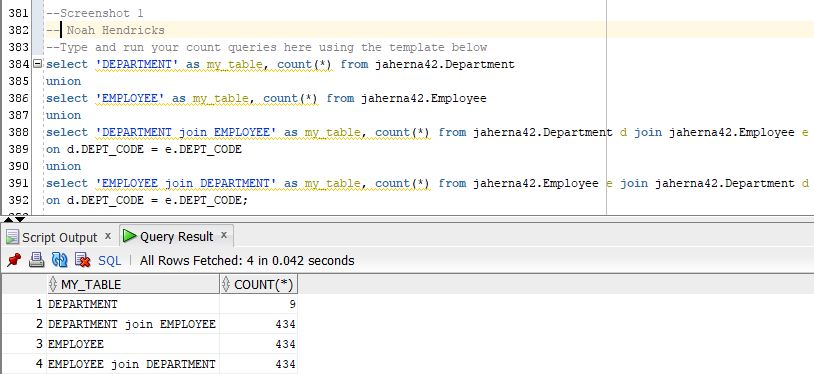 381 --Screenshot 1
382 -- Noah Hendricks
383 --Type and run your count queries here using the template below
384 select 'DEPARTMENT' as my_table, count(*) from jaherna42.Department
385 union
386 select 'EMPLOYEE' as my_table, count(*) from jaherna42.Employee
387 union
388 select 'DEPARTMENT join EMPLOYEE' as my_table, count(*) from jaherna42.Department d join jaherna42.Employee e
389 on d.DEPT_CODE = e.DEPT_CODE
390 union
391 select 'EMPLOYEE join DEPARTMENT' as my_table, count(*) from jaherna42.Employee e join jaherna42.Department d
392 on d.DEPT_CODE = e.DEPT_CODE;
Script Output x Query Result x
SQL | All Rows Fetched: 4 in 0.042 seconds
MY_TABLE COUNT(*)
1 DEPARTMENT 9
2 DEPARTMENT join EMPLOYEE 434
3 EMPLOYEE 434
4 EMPLOYEE join DEPARTMENT 434